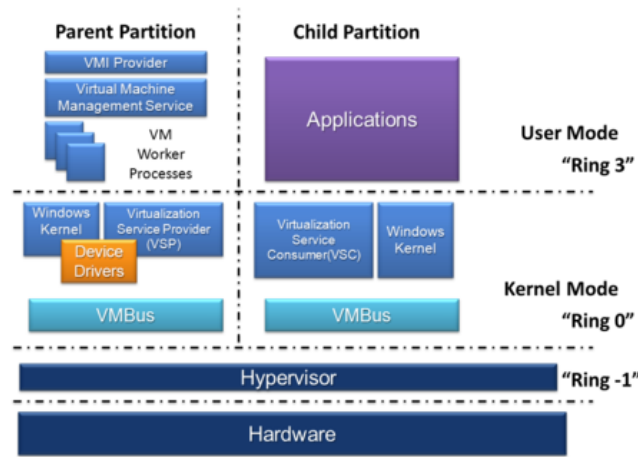 Parent Partition
Child Partition
VMI Provider
Virtual Machine
Management Service
VM
Worker
Processes
Applications
User Mode
"Ring 3"
Windows
Kernel
Virtualization
Service Provider
(VSP)
Device
Drivers
Virtualization
Service
Consumer(VSC)
Windows
Kernel
Kernel Mode
"Ring 0"
VMBus
VMBus
Hypervisor
"Ring -1"
Hardware